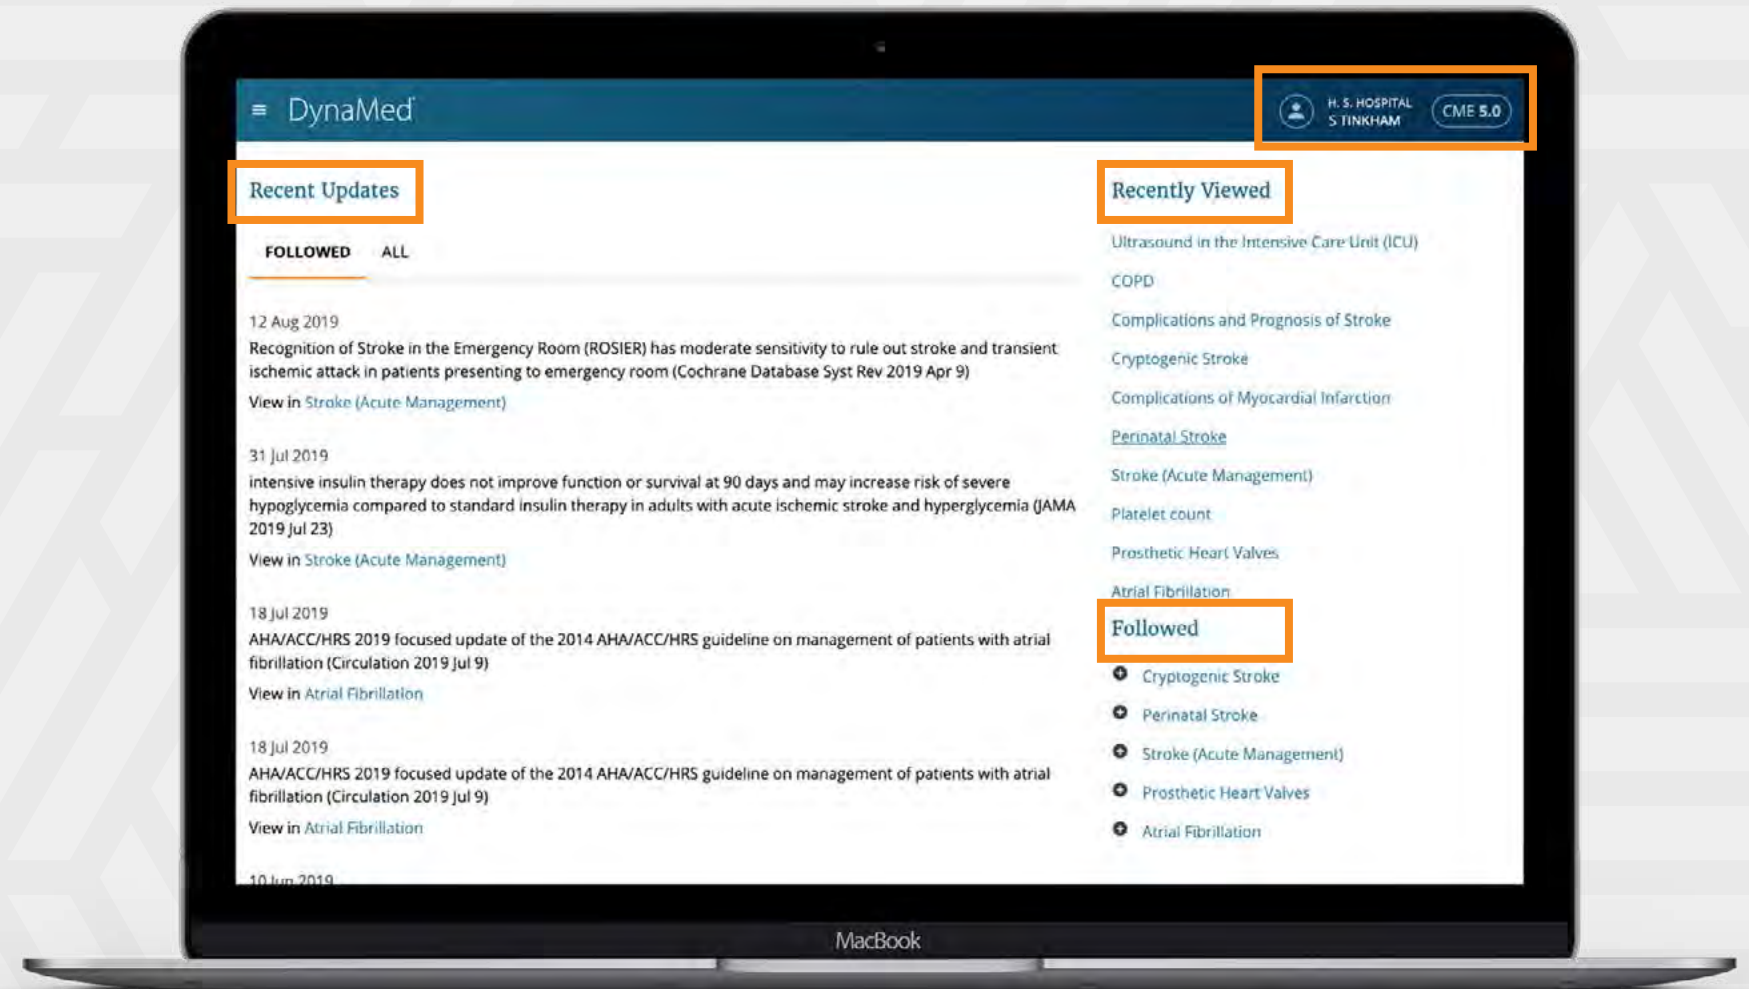 DynaMed
H. S. HOSPITAL
S TINKHAM
CME 5.0
Recent Updates
FOLLOWED ALL
12 Aug 2019
Recognition of Stroke in the Emergency Room (ROSIER) has moderate sensitivity to rule out stroke and transient
ischemic attack in patients presenting to emergency room (Cochrane Database Syst Rev 2019 Apr 9)
View in Stroke (Acute Management)
31 Jul 2019
intensive insulin therapy does not improve function or survival at 90 days and may increase risk of severe
hypoglycemia compared to standard insulin therapy in adults with acute ischemic stroke and hyperglycemia (JAMA
2019 Jul 23)
View in Stroke (Acute Management)
18 Jul 2019
AHA/ACC/HRS 2019 focused update of the 2014 AHA/ACC/HRS guideline on management of patients with atrial
fibrillation (Circulation 2019 Jul 9)
View in Atrial Fibrillation
18 Jul 2019
AHA/ACC/HRS 2019 focused update of the 2014 AHA/ACC/HRS guideline on management of patients with atrial
fibrillation (Circulation 2019 Jul 9)
View in Atrial Fibrillation
10 Jun 2019
Recently Viewed
Ultrasound in the Intensive Care Unit (ICU)
COPD
Complications and Prognosis of Stroke
Cryptogenic Stroke
Complications of Myocardial Infarction
Perinatal Stroke
Stroke (Acute Management)
Platelet count
Prosthetic Heart Valves
Atrial Fibrillation
Followed
Cryptogenic Stroke
Perinatal Stroke
Stroke (Acute Management)
Prosthetic Heart Valves
Atrial Fibrillation
MacBook